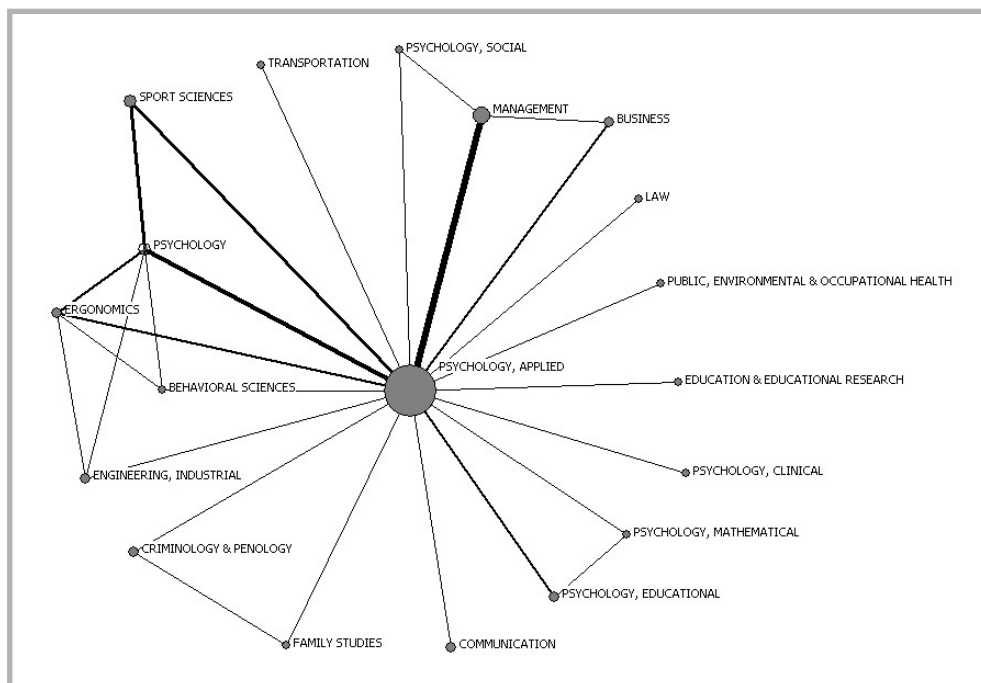 PSYCHOLOGY, SOCIAL
TRANSPORTATION
SPORT SCIENCES
MANAGEMENT
BUSINESS
LAW
PSYCHOLOGY
PUBLIC, ENVIRONMENTAL & OCCUPATIONAL HEALTH
ERGONOMICS
PSYCHOLOGY, APPLIED
EDUCATION & EDUCATIONAL RESEARCH
BEHAVIORAL SCIENCES
PSYCHOLOGY, CLINICAL
ENGINEERING, INDUSTRIAL
PSYCHOLOGY, MATHEMATICAL
CRIMINOLOGY & PENOLOGY
PSYCHOLOGY, EDUCATIONAL
FAMILY STUDIES
COMMUNICATION